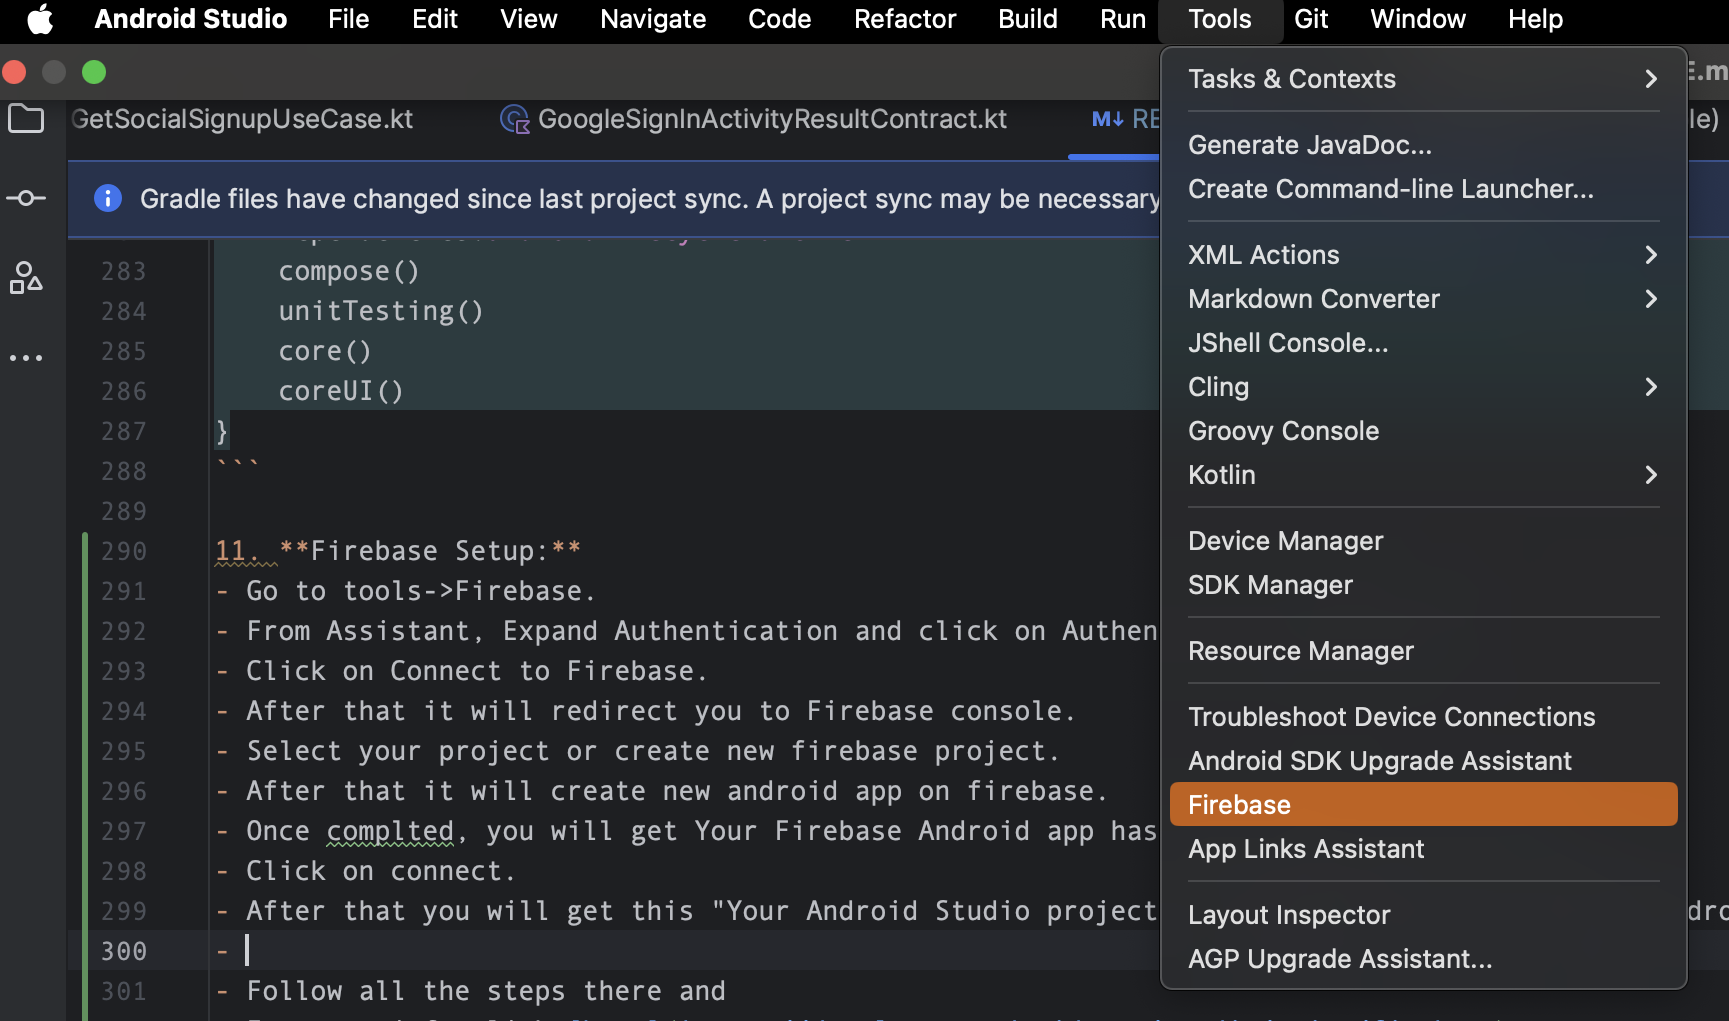 Android Studio File Edit View Navigate Code Refactor Build Run Tools Git Window Help
E.m
GetSocialSignupUseCase.kt GoogleSignInActivityResultContract.kt M↓ RE le)
Gradle files have changed since last project sync. A project sync may be necessary
283 compose()
284 unitTesting()
285 core()
286 coreUI()
287 }
288 ```
289
290 11. **Firebase Setup:**
291 - Go to tools->Firebase.
292 - From Assistant, Expand Authentication and click on Authen
293 - Click on Connect to Firebase.
294 - After that it will redirect you to Firebase console.
295 - Select your project or create new firebase project.
296 - After that it will create new android app on firebase.
297 - Once complted, you will get Your Firebase Android app has
298 - Click on connect.
299 - After that you will get this "Your Android Studio project dro
300 -
301 - Follow all the steps there and
Tasks & Contexts
Generate JavaDoc...
Create Command-line Launcher...
XML Actions
Markdown Converter
JShell Console...
Cling
Groovy Console
Kotlin
Device Manager
SDK Manager
Resource Manager
Troubleshoot Device Connections
Android SDK Upgrade Assistant
Firebase
App Links Assistant
Layout Inspector
AGP Upgrade Assistant...